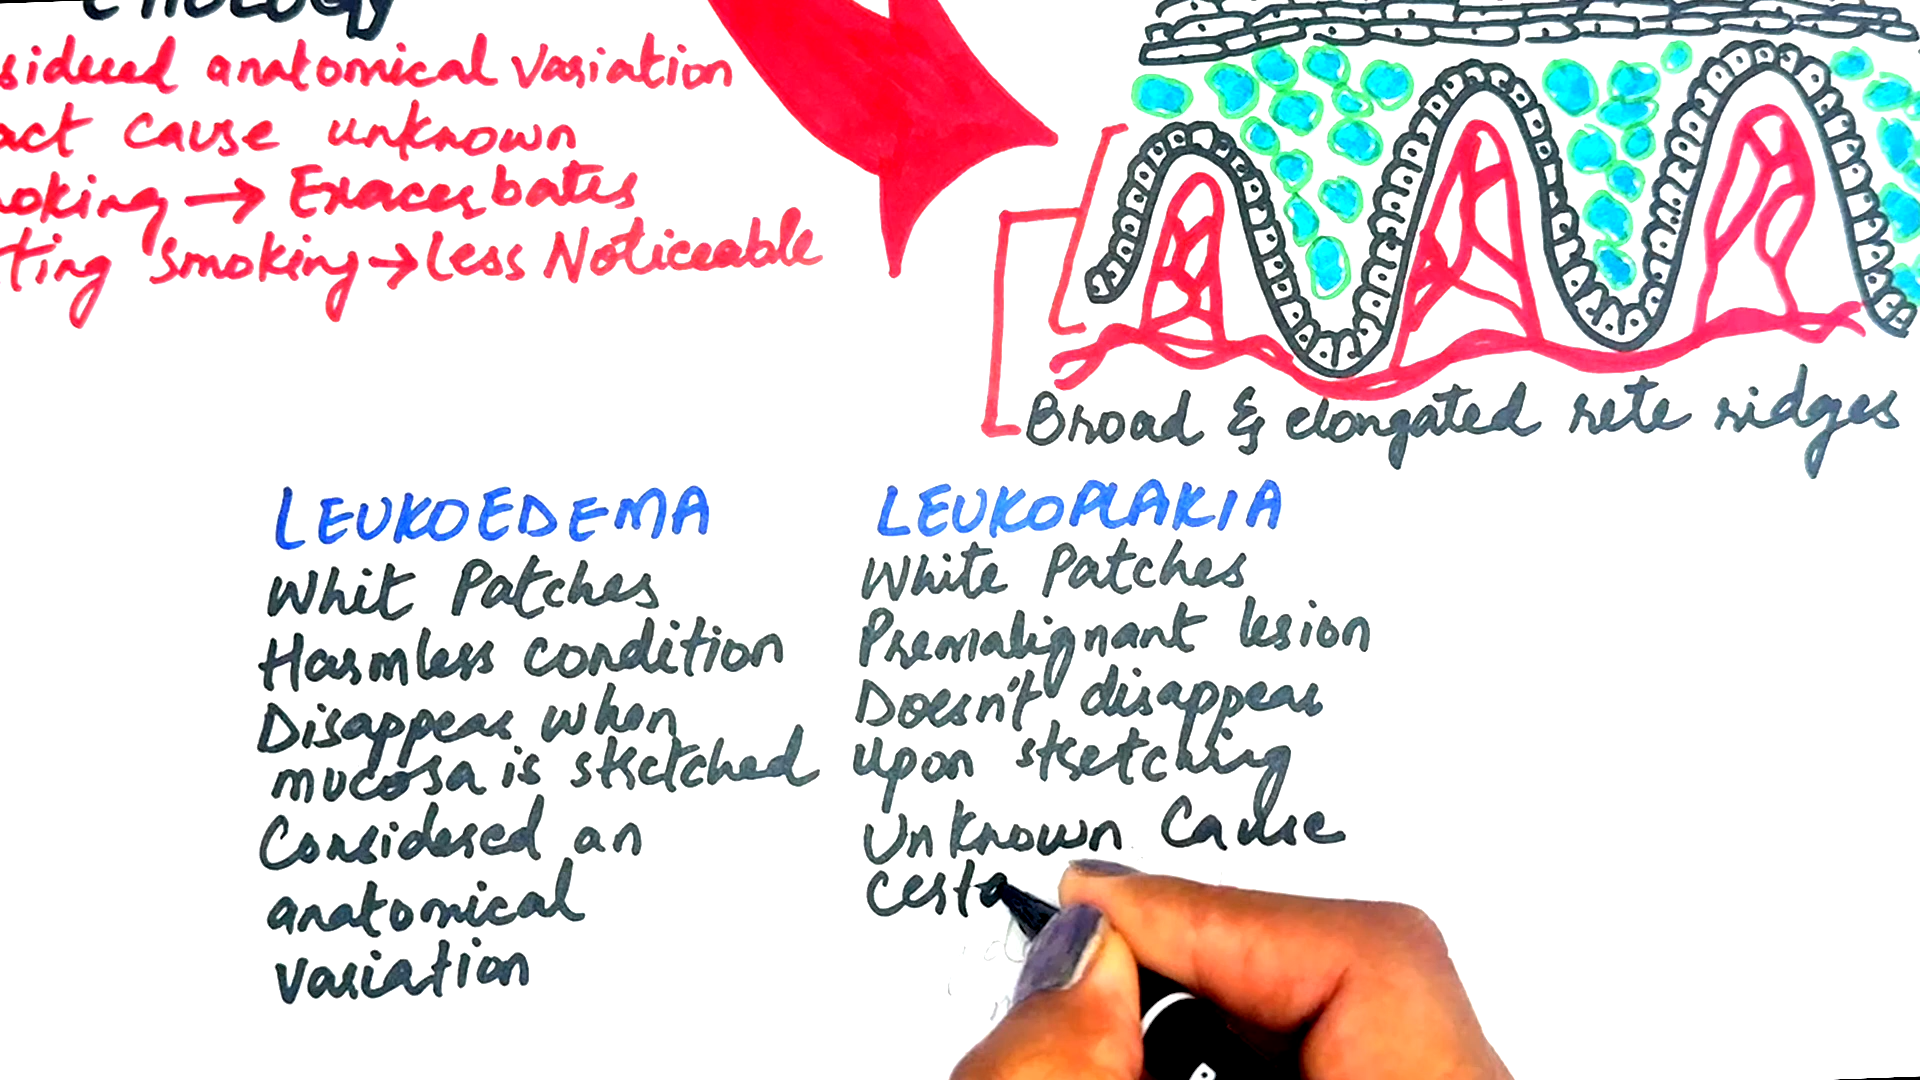 Etiology
sidered anatomical variation
act cause unknown
oking → Exacerbates
ting Smoking → Less Noticeable
Broad & elongated rete ridges
LEUKOEDEMA
Whit Patches
Harmless condition
Disappear when
mucosa is stretched
Considered an
anatomical
variation
LEUKOPLAKIA
White Patches
Premalignant lesion
Doesn't disappear
upon stretching
Unknown Cause
Certa